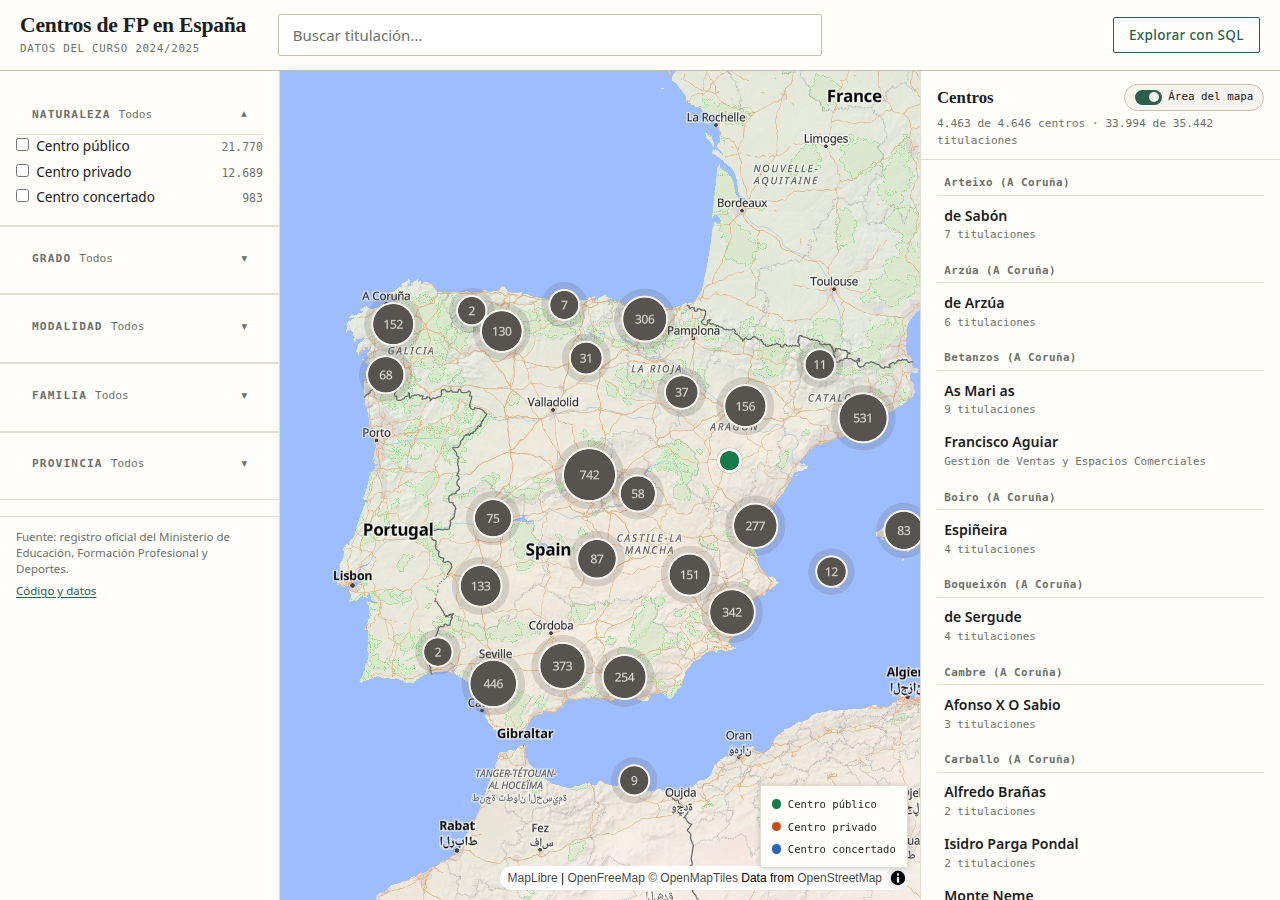 Centros de FP en España
DATOS DEL CURSO 2024/2025
Buscar titulación...
Explorar con SQL
NATURALEZA Todos ▲
Centro público 21.770
Centro privado 12.689
Centro concertado 983
GRADO Todos ▼
MODALIDAD Todos ▼
FAMILIA Todos ▼
PROVINCIA Todos ▼
Fuente: registro oficial del Ministerio de
Educación, Formación Profesional y
Deportes.
Código y datos
France
La Rochelle
Limoges
NOUVELLE-
AQUITAINE
Bordeaux
Toulouse
A Coruña
152
2
130
7
306
Pamplona
GALICIA
68
31
LA RIOJA
11
37
156
CATALO
531
Valladolid
ARAGON
Porto
742
58
75
277
83
Portugal
Spain
CASTILE-LA
MANCHA
87
151
12
Lisbon
133
342
Córdoba
2
Seville
373
254
446
Algier
Gibraltar
Oran
وهران
TANGER-TÉTOUAN-
AL HOCEÏMA
طنجة تطوان الحسيمة
9
Oujda
وجدة
Rabat
الرباط
Fez
فاس
Centro público
Centro privado
Centro concertado
MapLibre | OpenFreeMap © OpenMapTiles Data from OpenStreetMap
Centros
Área del mapa
4.463 de 4.646 centros · 33.994 de 35.442
titulaciones
Arteixo (A Coruña)
de Sabón
7 titulaciones
Arzúa (A Coruña)
de Arzúa
6 titulaciones
Betanzos (A Coruña)
As Mari as
9 titulaciones
Francisco Aguiar
Gestión de Ventas y Espacios Comerciales
Boiro (A Coruña)
Espiñeira
4 titulaciones
Boqueixón (A Coruña)
de Sergude
4 titulaciones
Cambre (A Coruña)
Afonso X O Sabio
3 titulaciones
Carballo (A Coruña)
Alfredo Brañas
2 titulaciones
Isidro Parga Pondal
2 titulaciones
Monte Neme